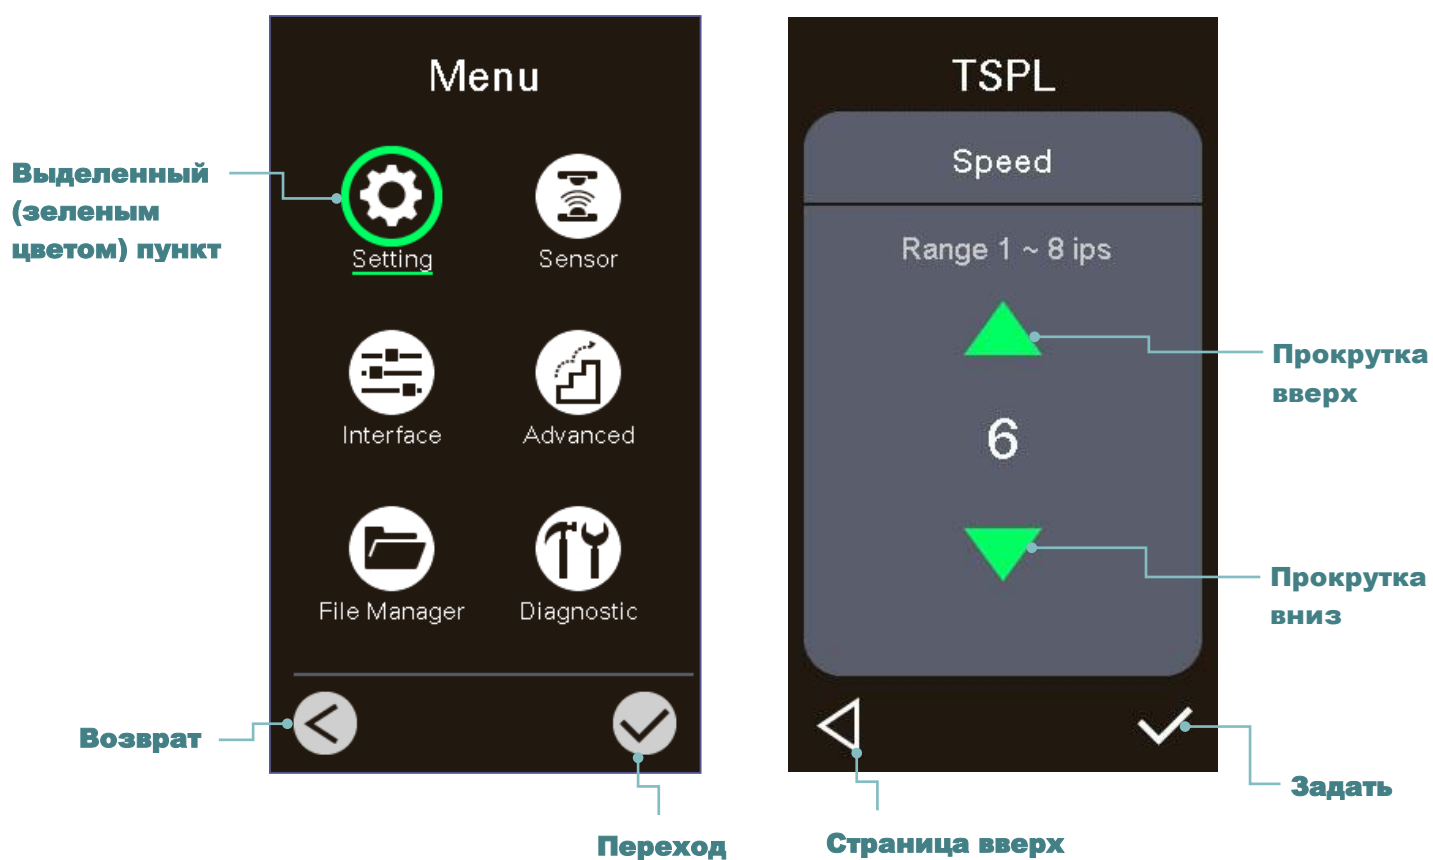 Menu
Выделенный
(зеленым
цветом) пункт
Setting
Sensor
Interface
Advanced
File Manager
Diagnostic
Возврат
Переход
TSPL
Speed
Range 1 ~ 8 ips
Прокрутка
вверх
6
Прокрутка
вниз
Задать
Страница вверх